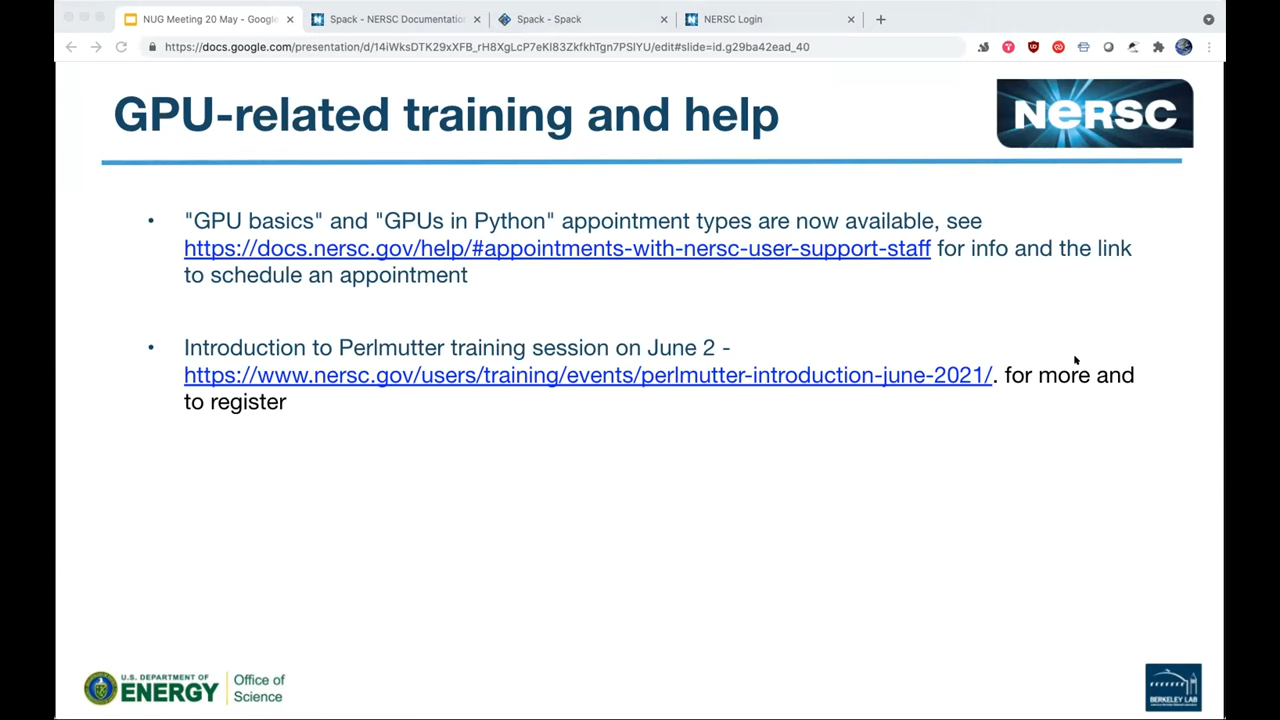 NUG Meeting 20 May - Google
Spack - NERSC Documentation
Spack - Spack
NERSC Login
https://docs.google.com/presentation/d/14iWksDTK29xXFB_rH8XgLcP7eKI83ZkfkhTgn7PSIYU/edit#slide=id.g29ba42ead_40
GPU-related training and help
NERSC
• "GPU basics" and "GPUs in Python" appointment types are now available, see
https://docs.nersc.gov/help/#appointments-with-nersc-user-support-staff for info and the link
to schedule an appointment
• Introduction to Perlmutter training session on June 2 -
https://www.nersc.gov/users/training/events/perlmutter-introduction-june-2021/. for more and
to register
U.S. DEPARTMENT OF
ENERGY
Office of
Science
BERKELEY LAB